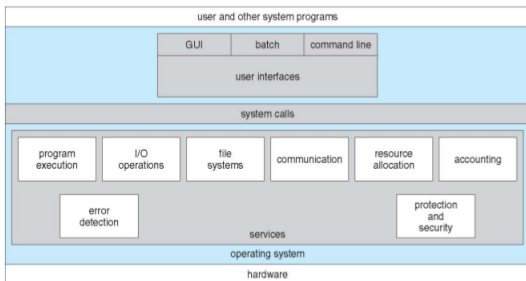 user and other system programs
GUI batch command line
user interfaces
system calls
program execution
I/O operations
file systems
communication
resource allocation
accounting
error detection
protection and security
services
operating system
hardware